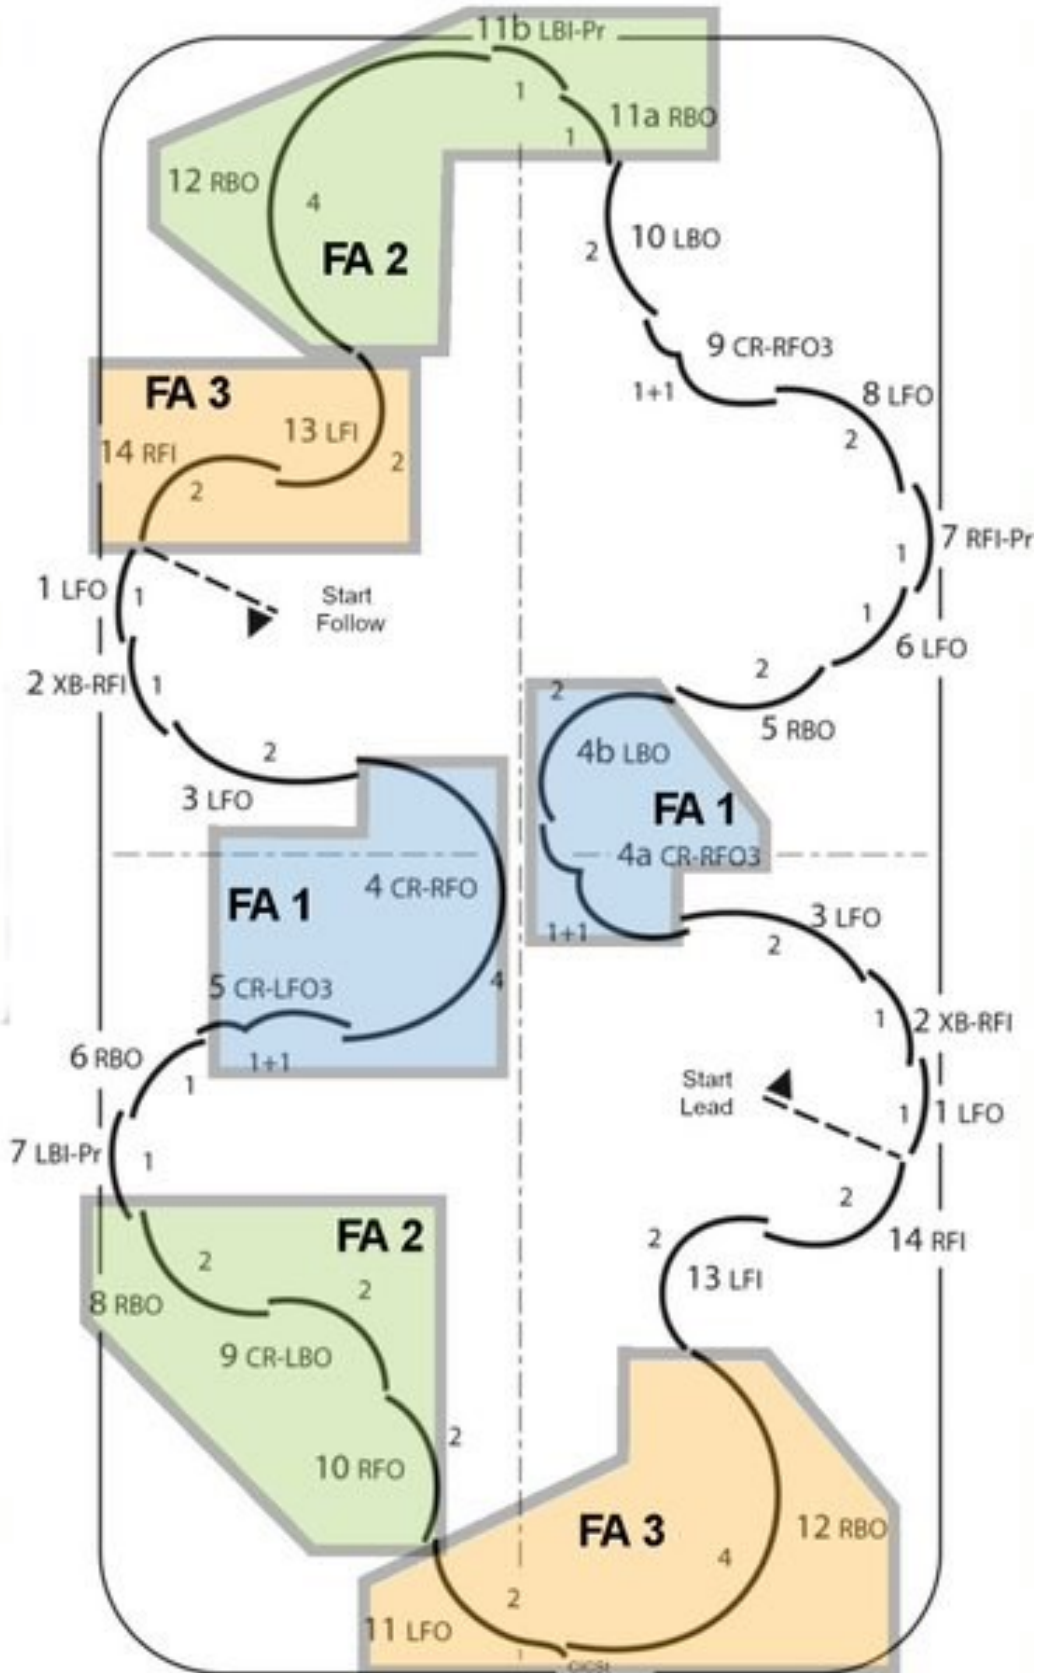 11b LBI-Pr
1
11a RBO
1
12 RBO
4
FA 2
10 LBO
2
9 CR-RFO3
1+1
8 LFO
2
FA 3
13 LFI
2
14 RFI
2
7 RFI-Pr
1
1 LFO
1
Start
Follow
6 LFO
1
2 XB-RFI
1
5 RBO
2
3 LFO
2
2
4b LBO
FA 1
4a CR-RFO3
1+1
4 CR-RFO
FA 1
4
5 CR-LFO3
1+1
3 LFO
2
2 XB-RFI
1
6 RBO
1
Start
Lead
1 LFO
1
7 LBI-Pr
1
14 RFI
2
13 LFI
2
FA 2
8 RBO
2
9 CR-LBO
2
10 RFO
2
FA 3
12 RBO
4
11 LFO
2